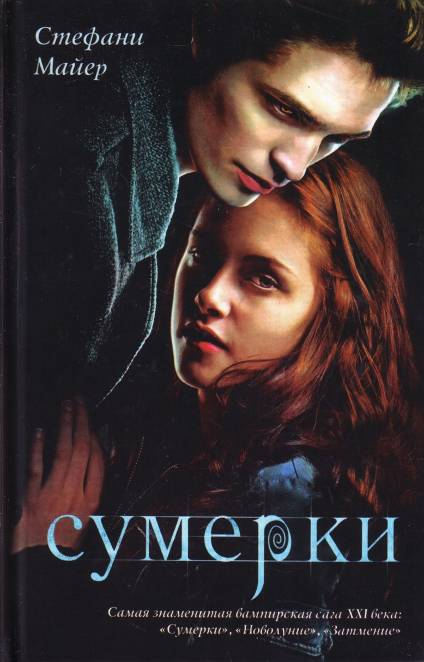 Стефани
Майер
сумерки
Самая знаменитая вампирская сага XXI века:
«Сумерки», «Новолуние», «Затмение»